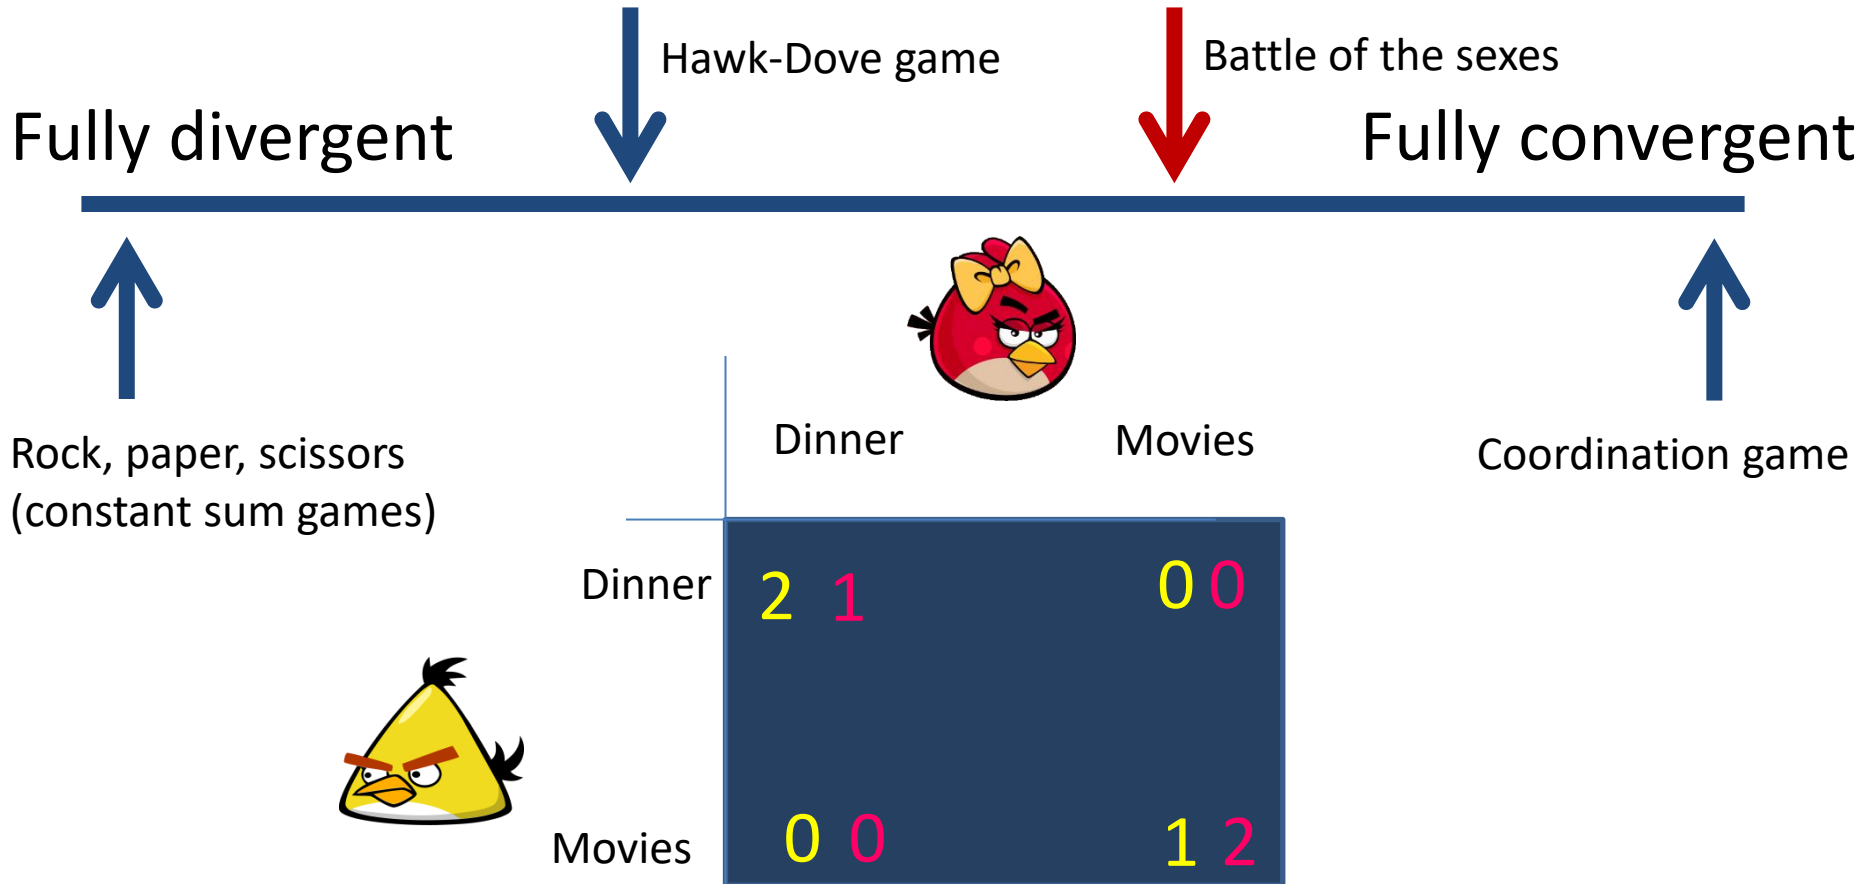 Hawk-Dove game
Battle of the sexes
Fully divergent
Fully convergent
Rock, paper, scissors
(constant sum games)
Coordination game
Dinner Movies
Dinner 2 1 0 0
Movies 0 0 1 2